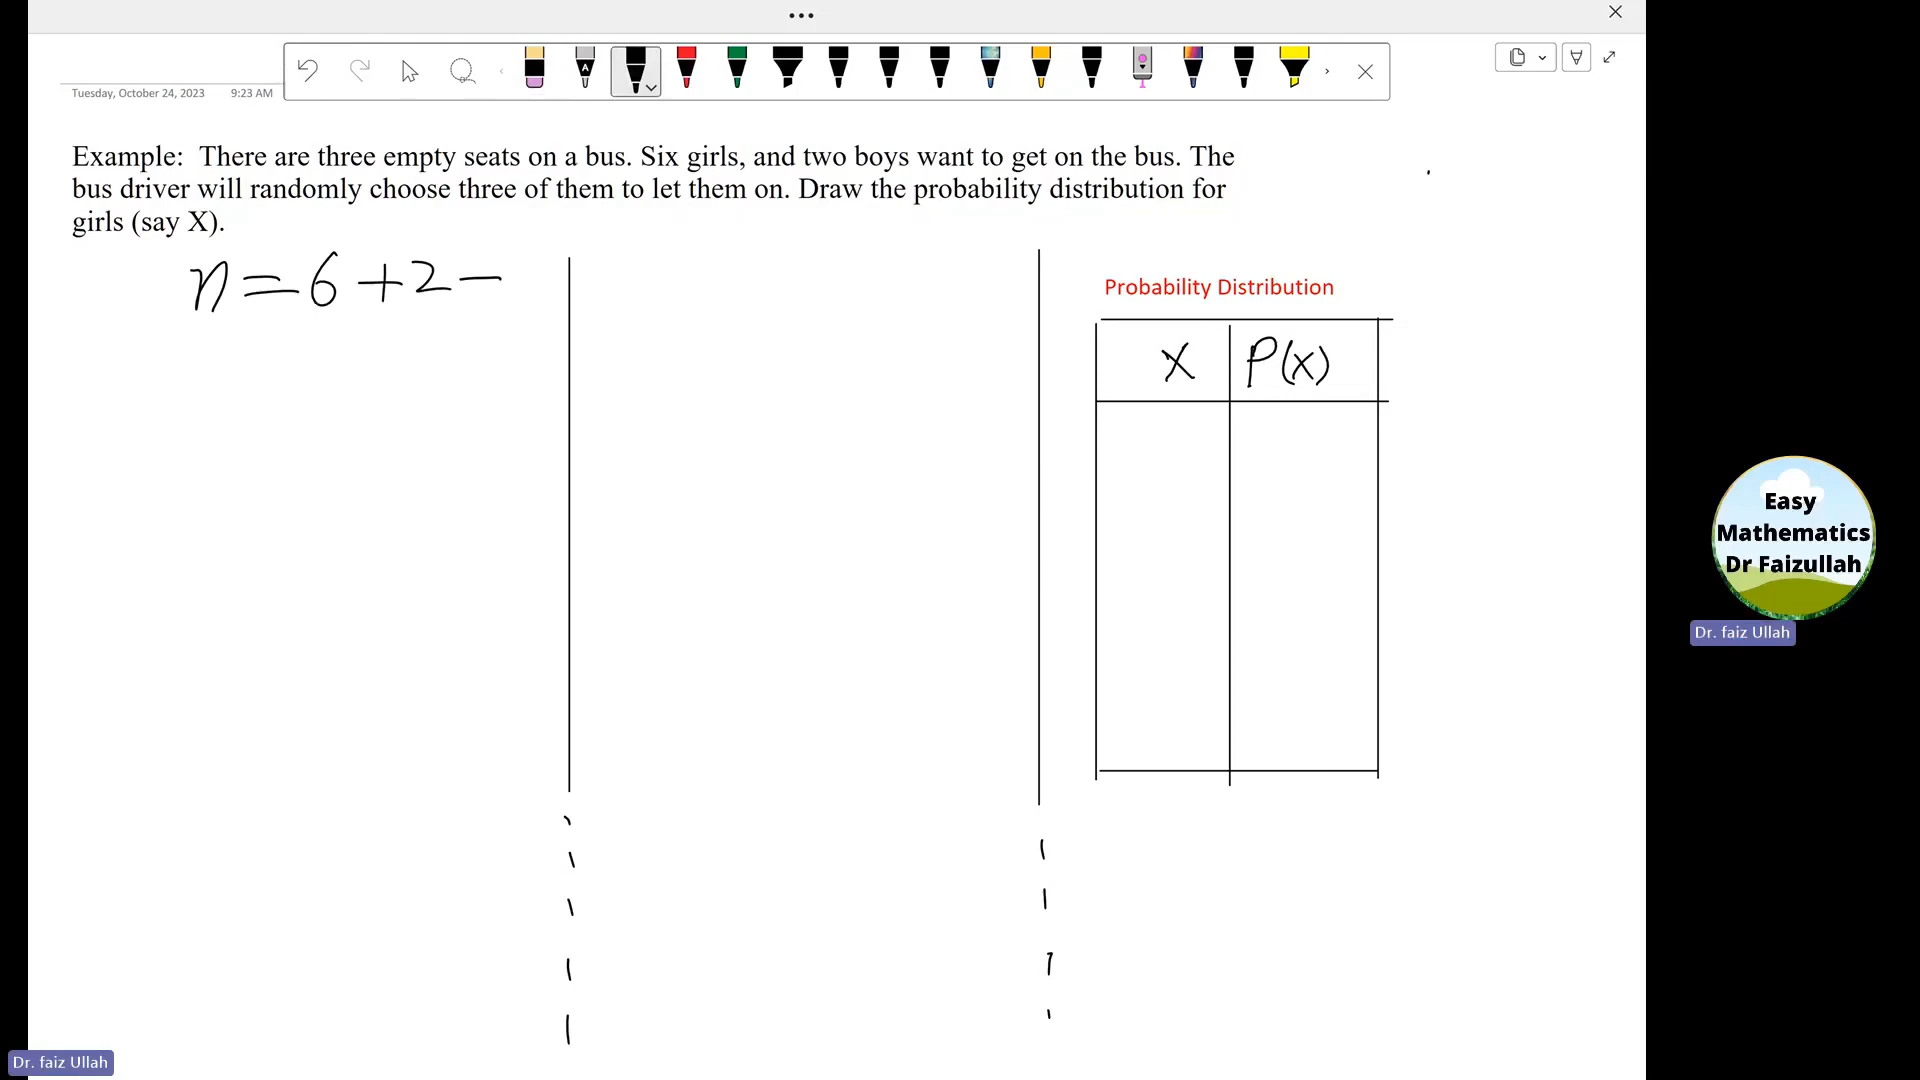 Tuesday, October 24, 2023 9:23 AM
Example: There are three empty seats on a bus. Six girls, and two boys want to get on the bus. The
bus driver will randomly choose three of them to let them on. Draw the probability distribution for
girls (say X).
n = 6 + 2 -
Probability Distribution
X P(x)
Easy
Mathematics
Dr Faizullah
Dr. faiz Ullah
Dr. faiz Ullah